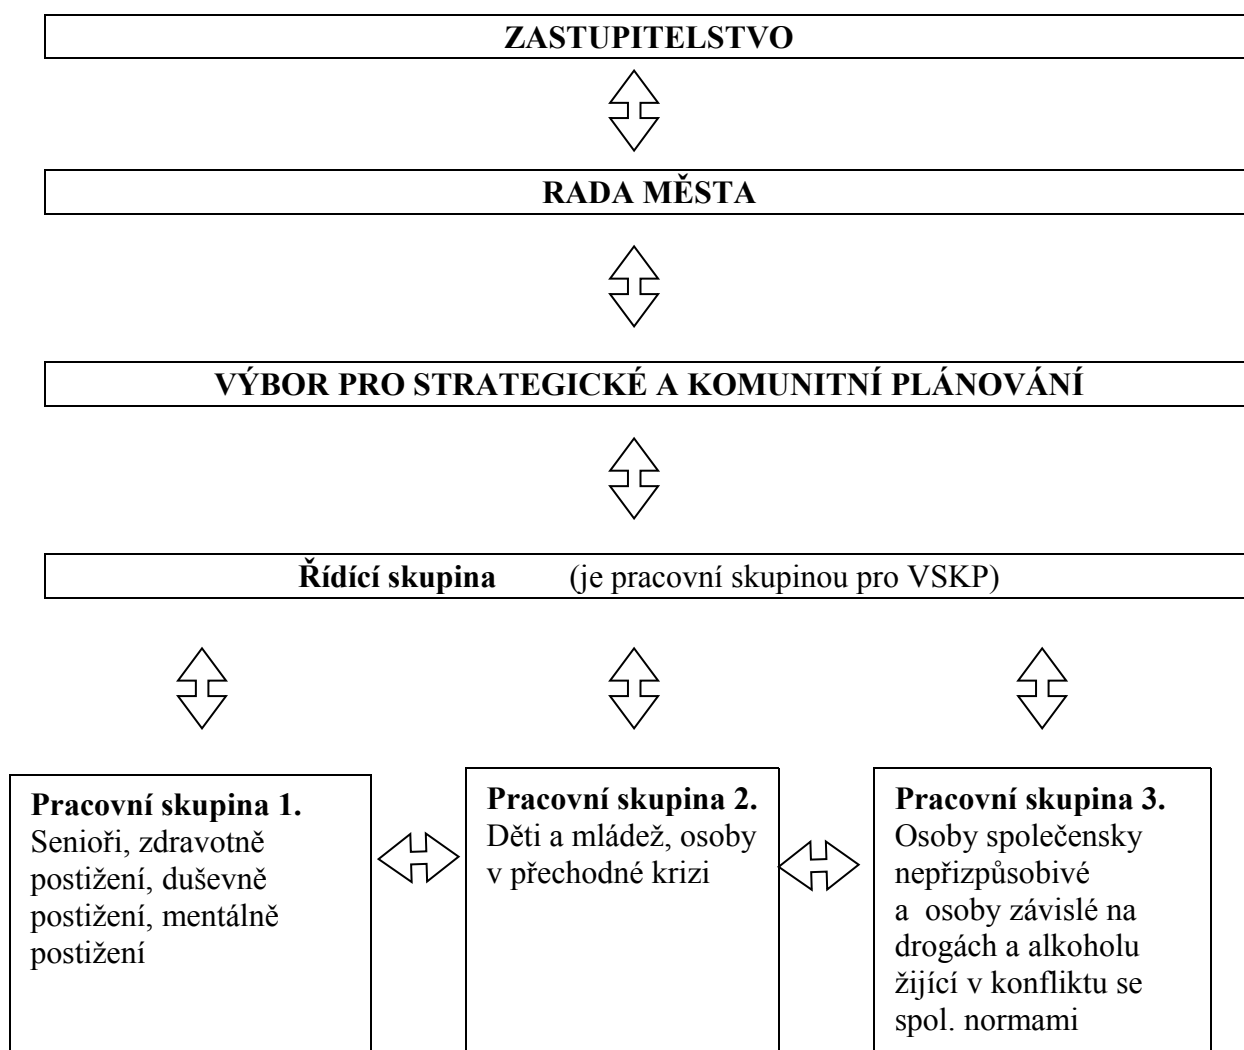 ZASTUPITELSTVO
RADA MĚSTA
VÝBOR PRO STRATEGICKÉ A KOMUNITNÍ PLÁNOVÁNÍ
Řídící skupina (je pracovní skupinou pro VSKP)
Pracovní skupina 1.
Senioři, zdravotně
postižení, duševně
postižení, mentálně
postižení
Pracovní skupina 2.
Děti a mládež, osoby
v přechodné krizi
Pracovní skupina 3.
Osoby společensky
nepřizpůsobivé
a osoby závislé na
drogách a alkoholu
žijící v konfliktu se
spol. normami